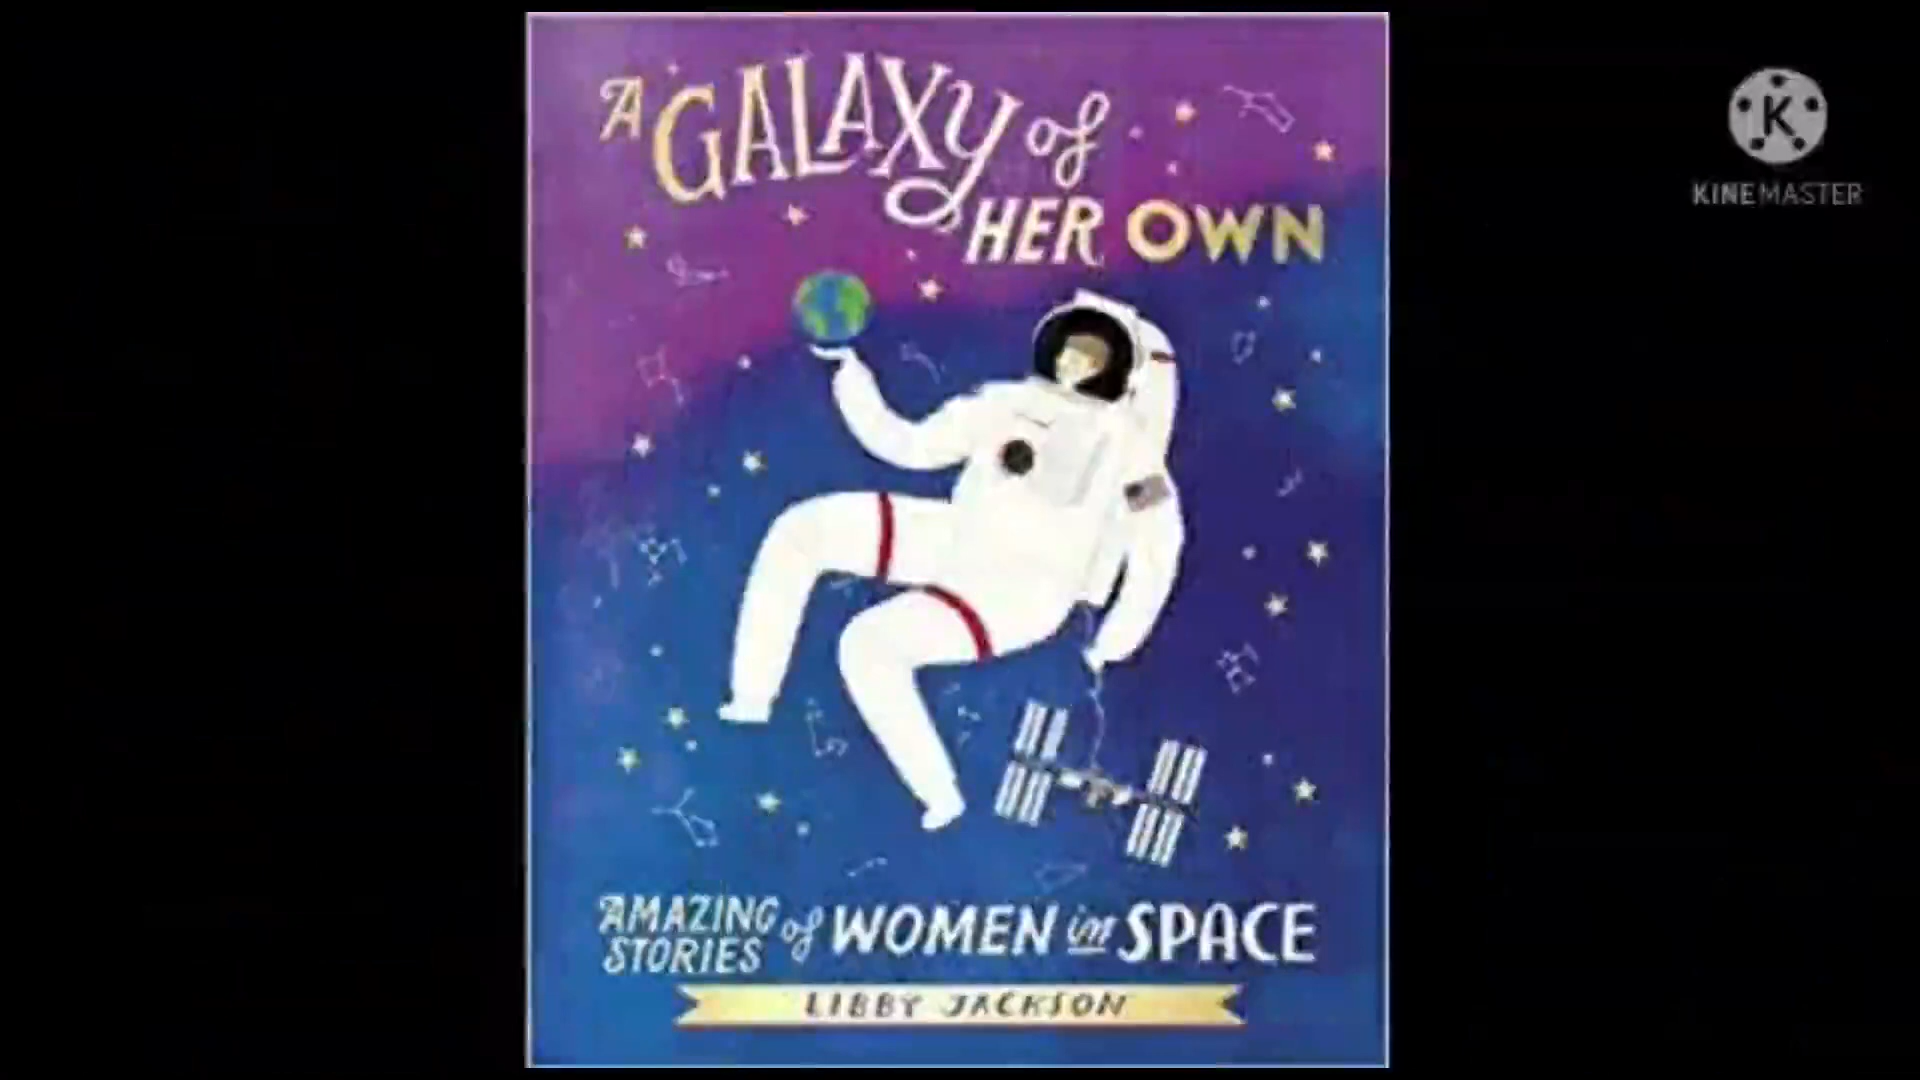 A GALAXY of
HER OWN
AMAZING
STORIES of WOMEN in SPACE
LIBBY JACKSON
K
KINEMASTER